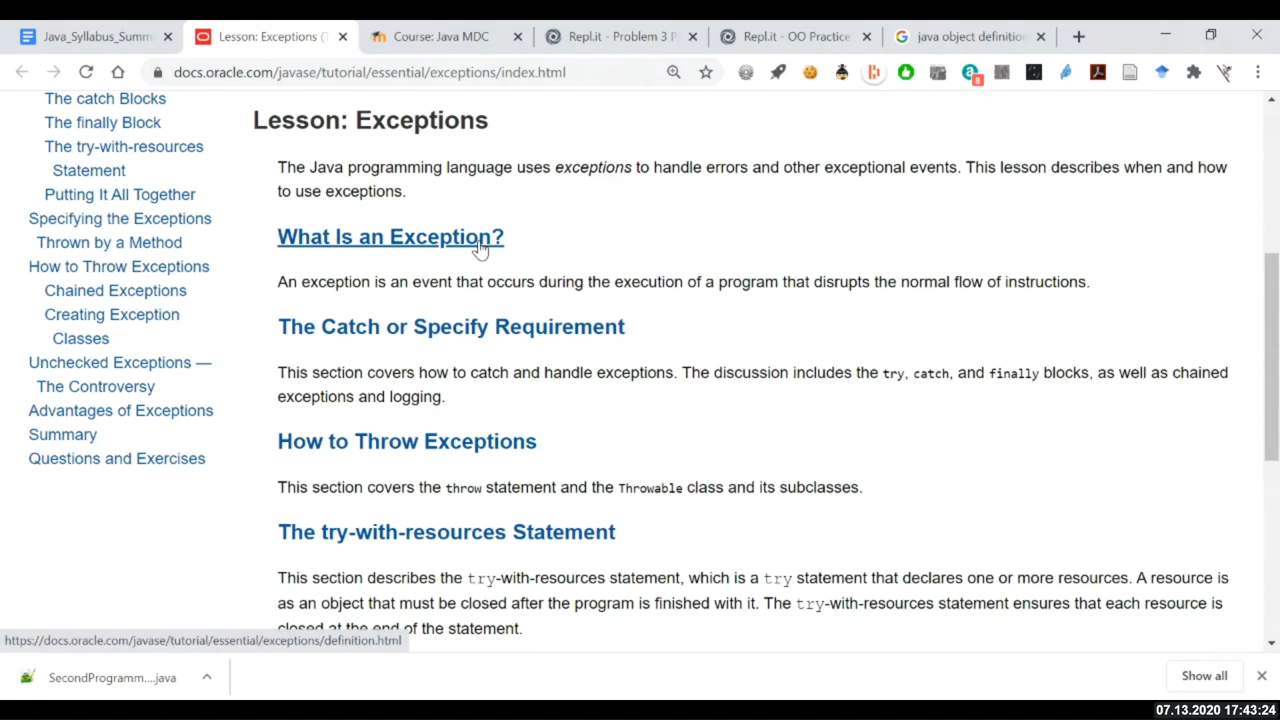 Java_Syllabus_Summ
Lesson: Exceptions (T
Course: Java MDC
Repl.it - Problem 3 P
Repl.it - OO Practice
java object definition
docs.oracle.com/javase/tutorial/essential/exceptions/index.html
8
The catch Blocks
The finally Block
The try-with-resources
Statement
Putting It All Together
Specifying the Exceptions
Thrown by a Method
How to Throw Exceptions
Chained Exceptions
Creating Exception
Classes
Unchecked Exceptions —
The Controversy
Advantages of Exceptions
Summary
Questions and Exercises
Lesson: Exceptions
The Java programming language uses exceptions to handle errors and other exceptional events. This lesson describes when and how
to use exceptions.
What Is an Exception?
An exception is an event that occurs during the execution of a program that disrupts the normal flow of instructions.
The Catch or Specify Requirement
This section covers how to catch and handle exceptions. The discussion includes the try, catch, and finally blocks, as well as chained
exceptions and logging.
How to Throw Exceptions
This section covers the throw statement and the Throwable class and its subclasses.
The try-with-resources Statement
This section describes the try-with-resources statement, which is a try statement that declares one or more resources. A resource is
as an object that must be closed after the program is finished with it. The try-with-resources statement ensures that each resource is
closed at the end of the statement.
https://docs.oracle.com/javase/tutorial/essential/exceptions/definition.html
SecondProgramm....java
Show all
07.13.2020 17:43:24